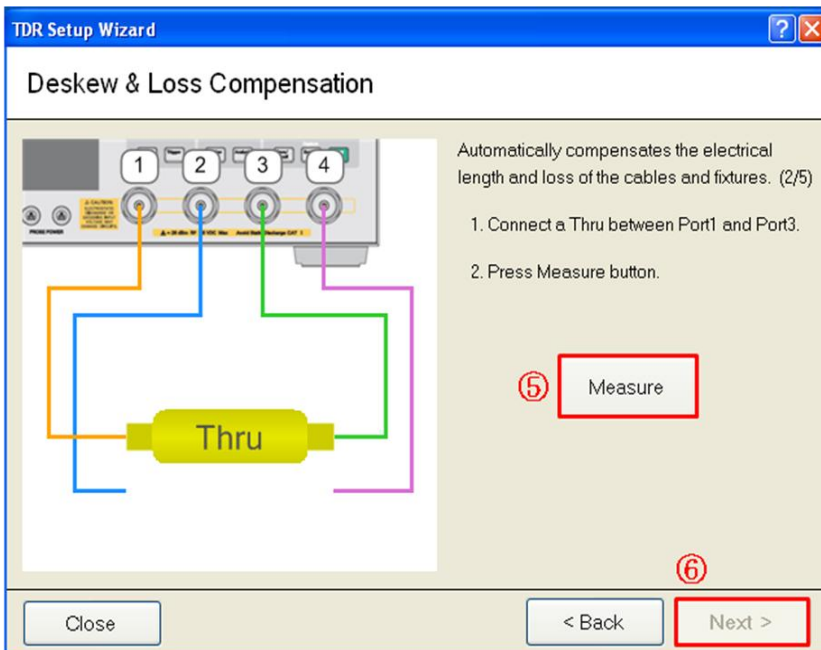 TDR Setup Wizard
Deskew & Loss Compensation
1 2 3 4
PROBE POWER
Automatically compensates the electrical
length and loss of the cables and fixtures. (2/5)
1. Connect a Thru between Port1 and Port3.
2. Press Measure button.
Thru
⑤ Measure
⑥
Close < Back Next >